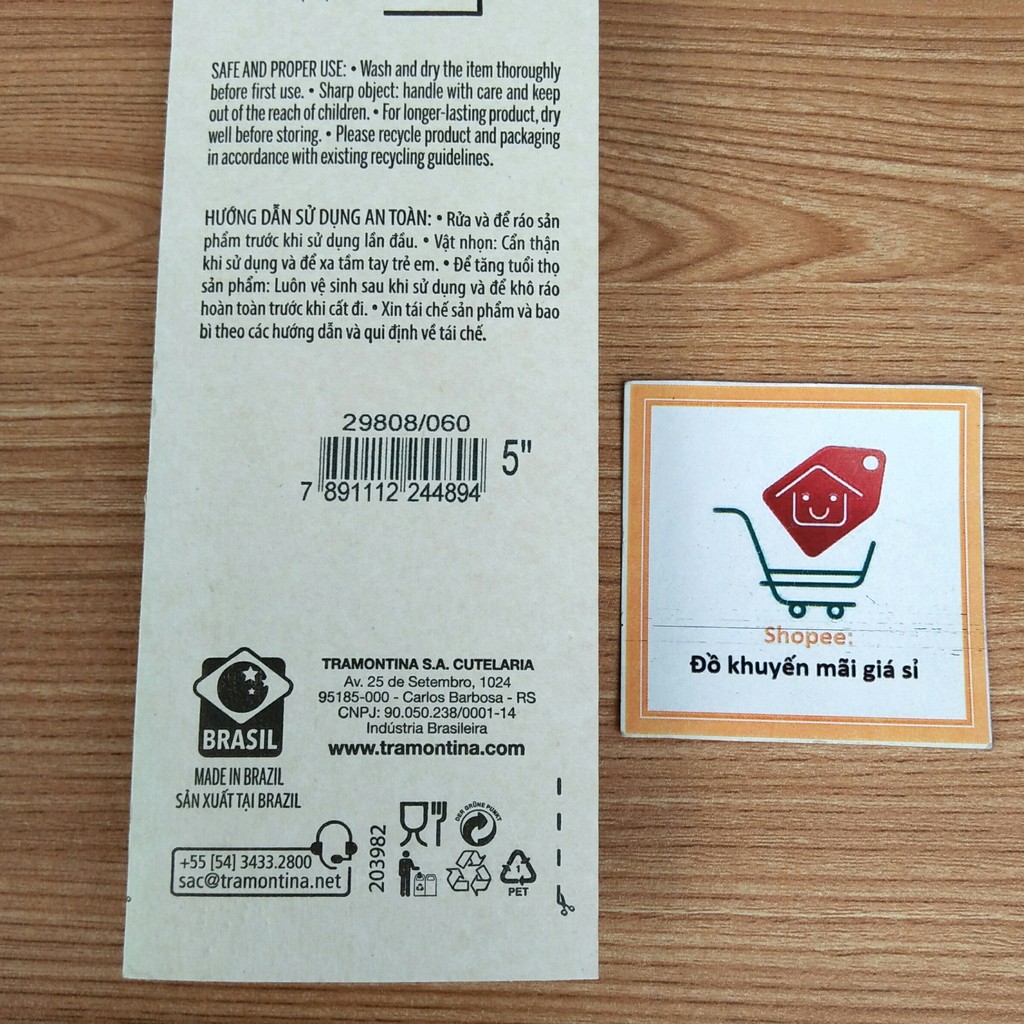 SAFE AND PROPER USE: • Wash and dry the item thoroughly
before first use. • Sharp object: handle with care and keep
out of the reach of children. • For longer-lasting product, dry
well before storing. • Please recycle product and packaging
in accordance with existing recycling guidelines.
HƯỚNG DẪN SỬ DỤNG AN TOÀN: • Rửa và để ráo sản
phẩm trước khi sử dụng lần đầu. • Vật nhọn: Cẩn thận
khi sử dụng và để xa tầm tay trẻ em. • Để tăng tuổi thọ
sản phẩm: Luôn vệ sinh sau khi sử dụng và để khô ráo
hoàn toàn trước khi cất đi. • Xin tái chế sản phẩm và bao
bì theo các hướng dẫn và qui định về tái chế.
29808/060
5"
7 891112 244894
BRASIL
MADE IN BRAZIL
SẢN XUẤT TẠI BRAZIL
TRAMONTINA S.A. CUTELARIA
Av. 25 de Setembro, 1024
95185-000 - Carlos Barbosa - RS
CNPJ: 90.050.238/0001-14
Indústria Brasileira
www.tramontina.com
+55 [54] 3433.2800
sac@tramontina.net
203982
DER GRÜNE PUNKT
1
PET
Shopee:
Đồ khuyến mãi giá sỉ